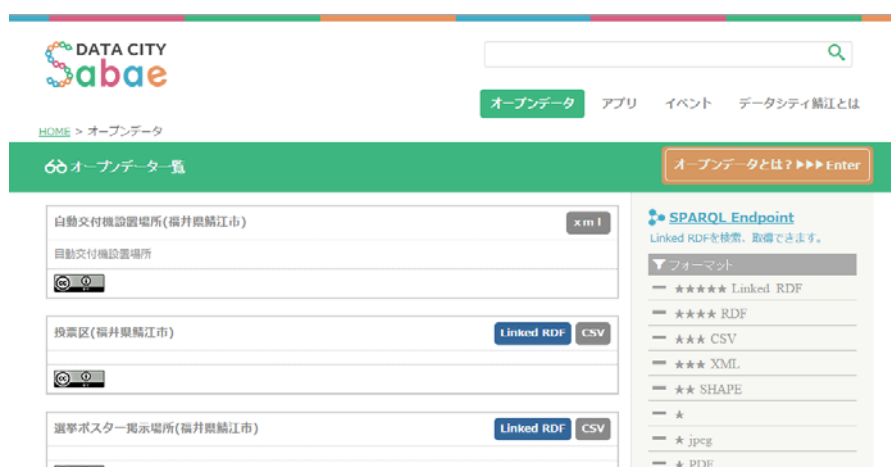 DATA CITY
Sabae
オープンデータ アプリ イベント データシティ鯖江とは
HOME > オープンデータ
オープンデータ一覧
オープンデータとは?▶▶▶Enter
自動交付機設置場所(福井県鯖江市)
xml
自動交付機設置場所
cc
BY
投票区(福井県鯖江市)
Linked RDF CSV
cc
選挙ポスター掲示場所(福井県鯖江市)
Linked RDF CSV
SPARQL Endpoint
Linked RDFを検索、取得できます。
▼フォーマット
★★★★★ Linked RDF
★★★★ RDF
★★★ CSV
★★★ XML
★★ SHAPE
★
★ jpeg
★ PDF